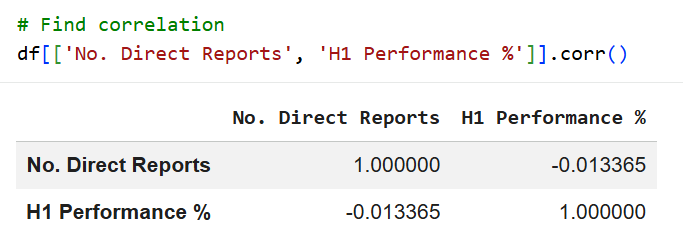 # Find correlation
df[['No. Direct Reports', 'H1 Performance %']].corr()
No. Direct Reports H1 Performance %
No. Direct Reports 1.000000 -0.013365
H1 Performance % -0.013365 1.000000